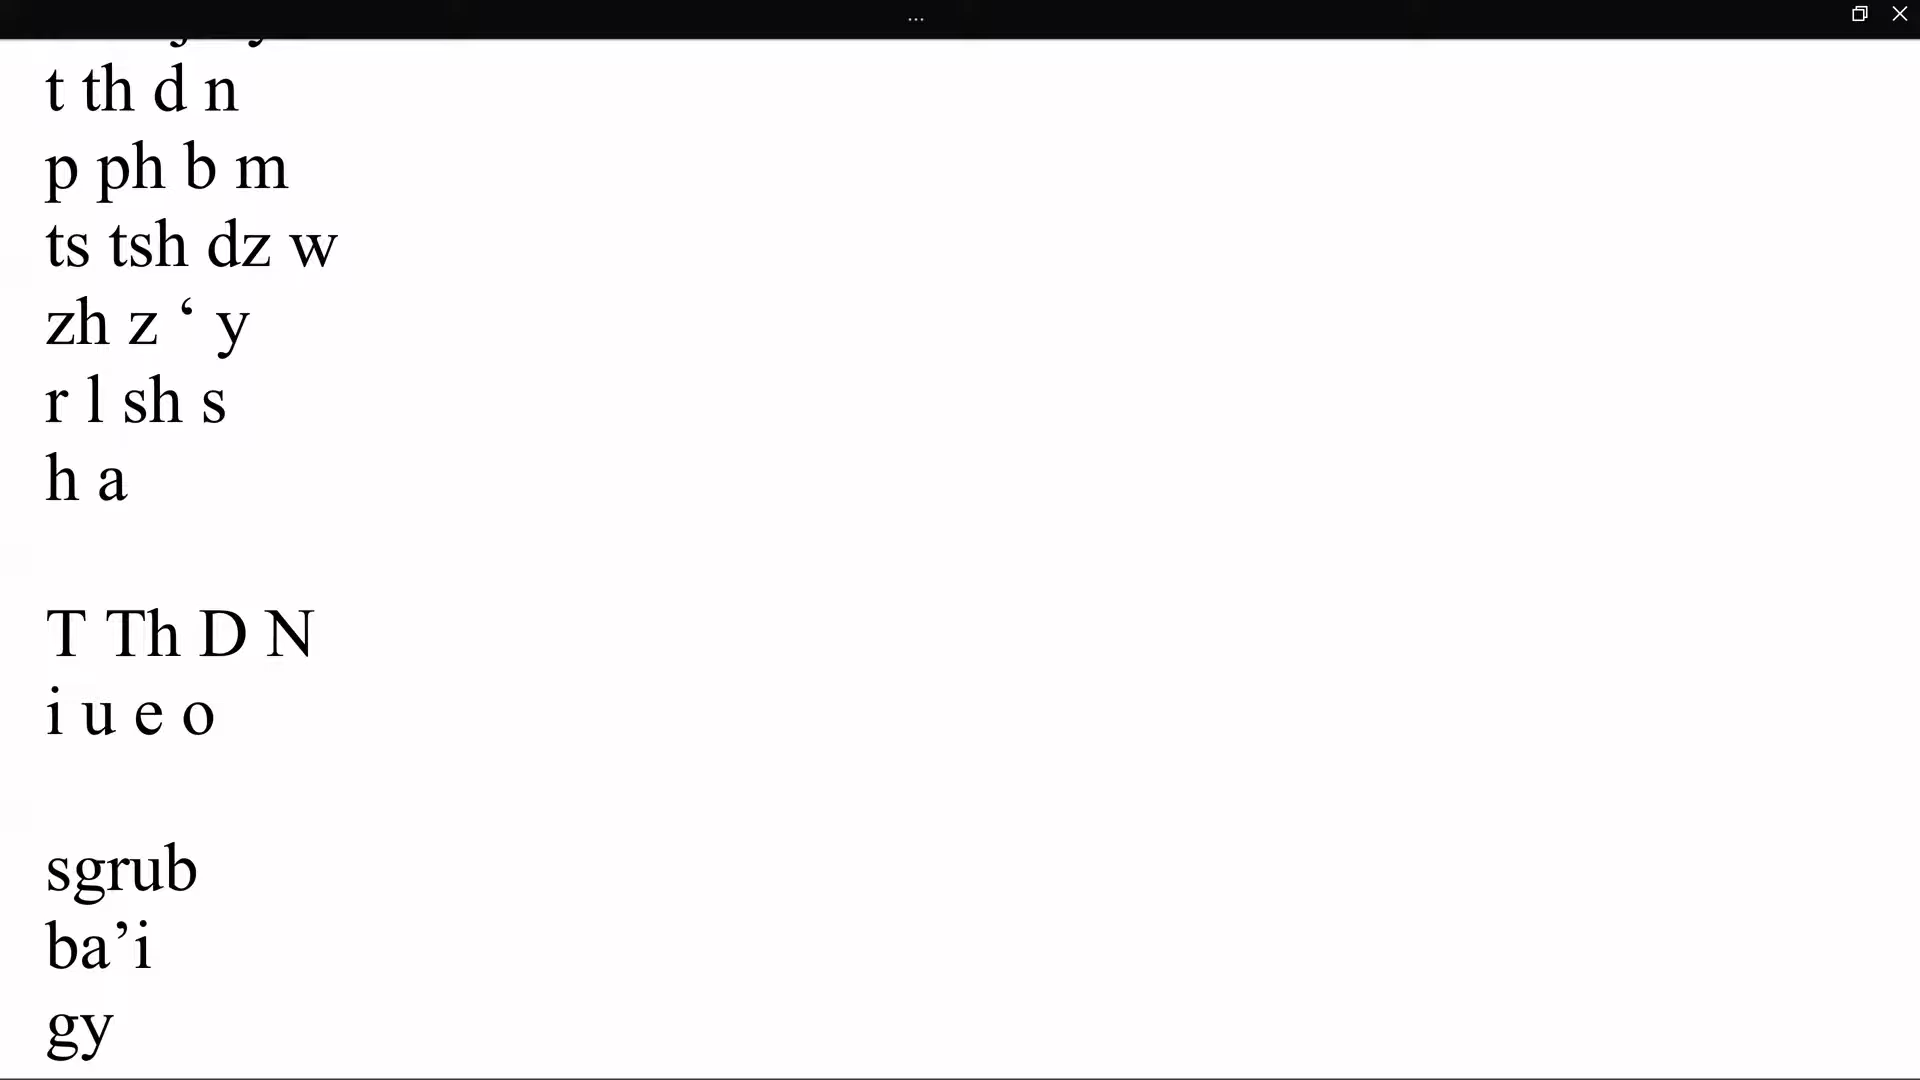 t th d n
p ph b m
ts tsh dz w
zh z ‘ y
r l sh s
h a
T Th D N
i u e o
sgrub
ba’i
gy